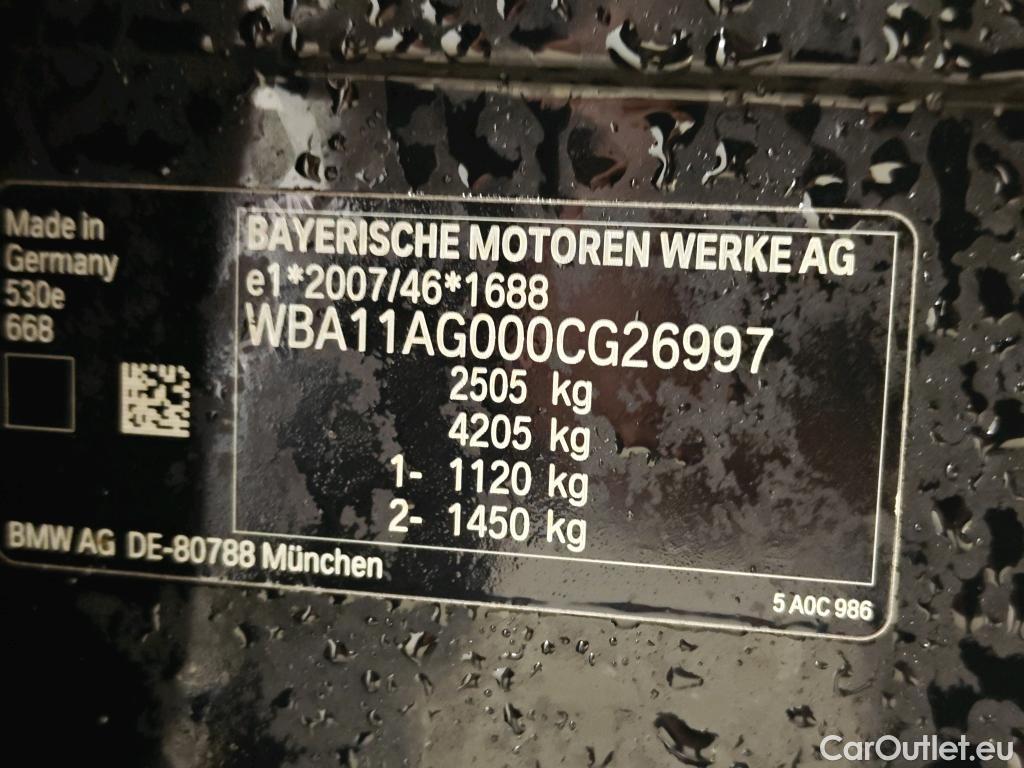 Made in
Germany
530e
668
BAYERISCHE MOTOREN WERKE AG
e1*2007/46*1688
WBA11AG000CG26997
2505 kg
4205 kg
1- 1120 kg
2- 1450 kg
BMW AG DE-80788 München
5 A0C 986
CarOutlet.eu